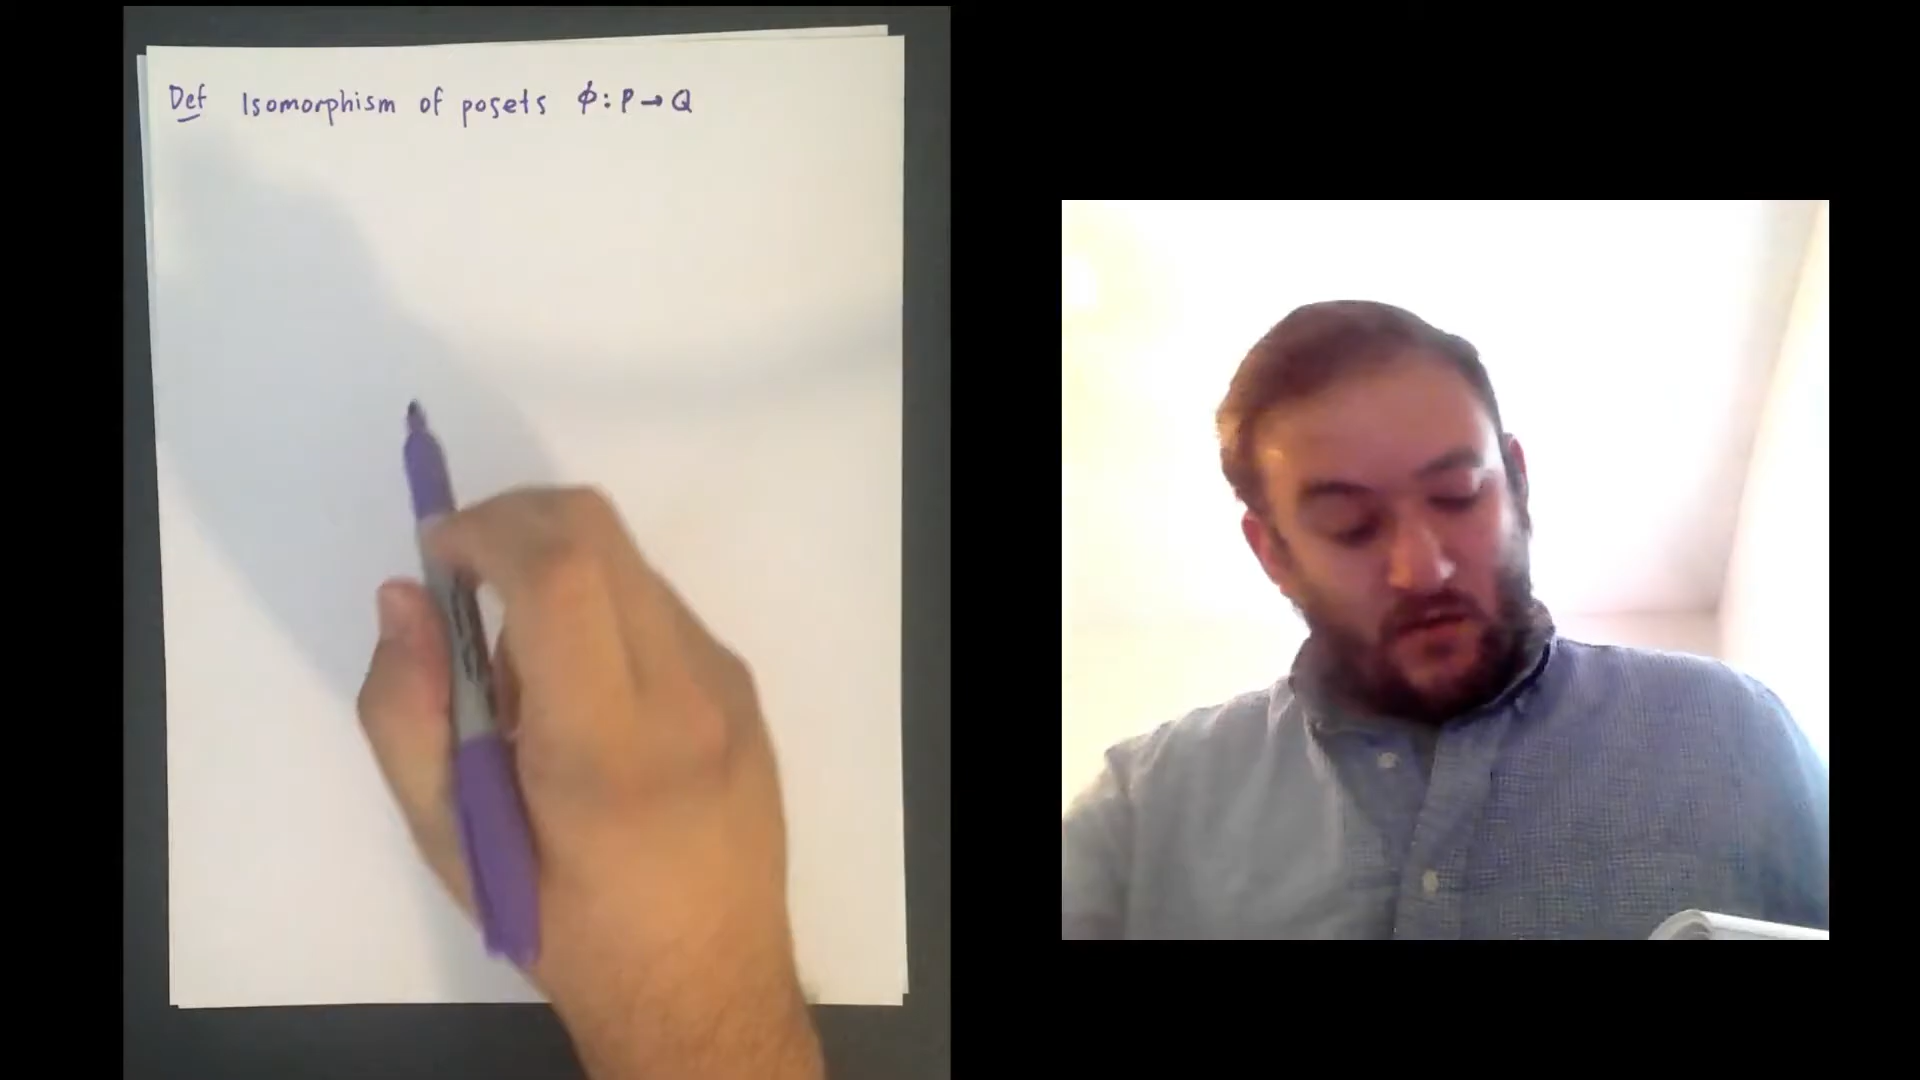 Def Isomorphism of posets ϕ: P → Q